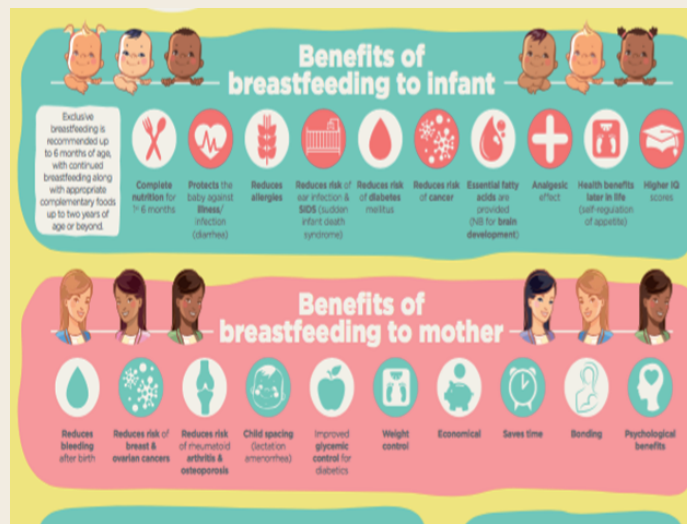 Benefits of
breastfeeding to infant
Exclusive
breastfeeding is
recommended up
to 6 months of age,
with continued
breastfeeding along
with appropriate
complementary foods
up to two years of
age or beyond.
Complete
nutrition for
1st 6 months
Protects the
baby against
illness/
infection
(diarrhea)
Reduces
allergies
Reduces risk of
ear infection &
SIDS (sudden
infant death
syndrome)
Reduces risk
of diabetes
mellitus
Reduces risk
of cancer
Essential fatty
acids are
provided
(NB for brain
development)
Analgesic
effect
Health benefits
later in life
(self-regulation
of appetite)
Higher IQ
scores
Benefits of
breastfeeding to mother
Reduces
bleeding
after birth
Reduces risk of
breast &
ovarian cancers
Reduces risk
of rheumatoid
arthritis &
osteoporosis
Child spacing
(lactation
amenorrhea)
Improved
glycemic
control for
diabetics
Weight
control
Economical
Saves time
Bonding
Psychological
benefits